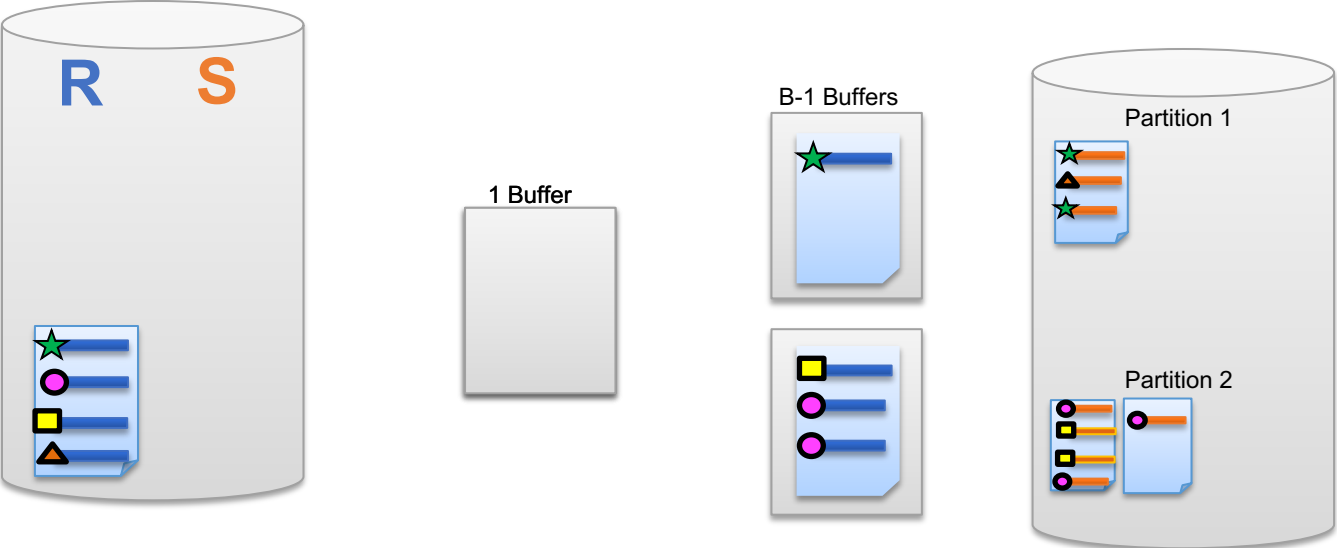 R S
1 Buffer
B-1 Buffers
Partition 1
Partition 2